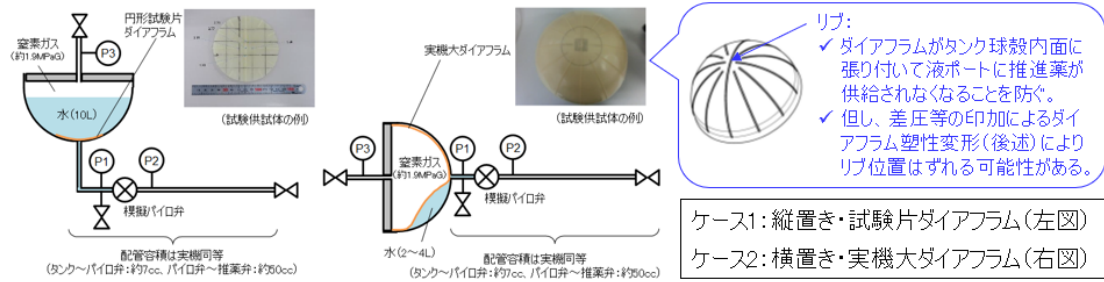 円形試験片
ダイアフラム
窒素ガス
(約1.9MPaG)
P3
水(10L)
(試験供試体の例)
P1
P2
模擬パイロ弁
配管容積は実機同等
(タンク～パイロ弁:約7cc、パイロ弁～推薬弁:約50cc)
実機大ダイアフラム
(試験供試体の例)
P3
窒素ガス
(約1.9MPaG)
P1
P2
模擬パイロ弁
水(2～4L)
配管容積は実機同等
(タンク～パイロ弁:約7cc、パイロ弁～推薬弁:約50cc)
リブ:
✓ ダイアフラムがタンク球殻内面に
張り付いて液ポートに推進薬が
供給されなくなることを防ぐ。
✓ 但し、差圧等の印加によるダイ
アフラム塑性変形(後述)により
リブ位置はずれる可能性がある。
ケース1:縦置き・試験片ダイアフラム(左図)
ケース2:横置き・実機大ダイアフラム(右図)